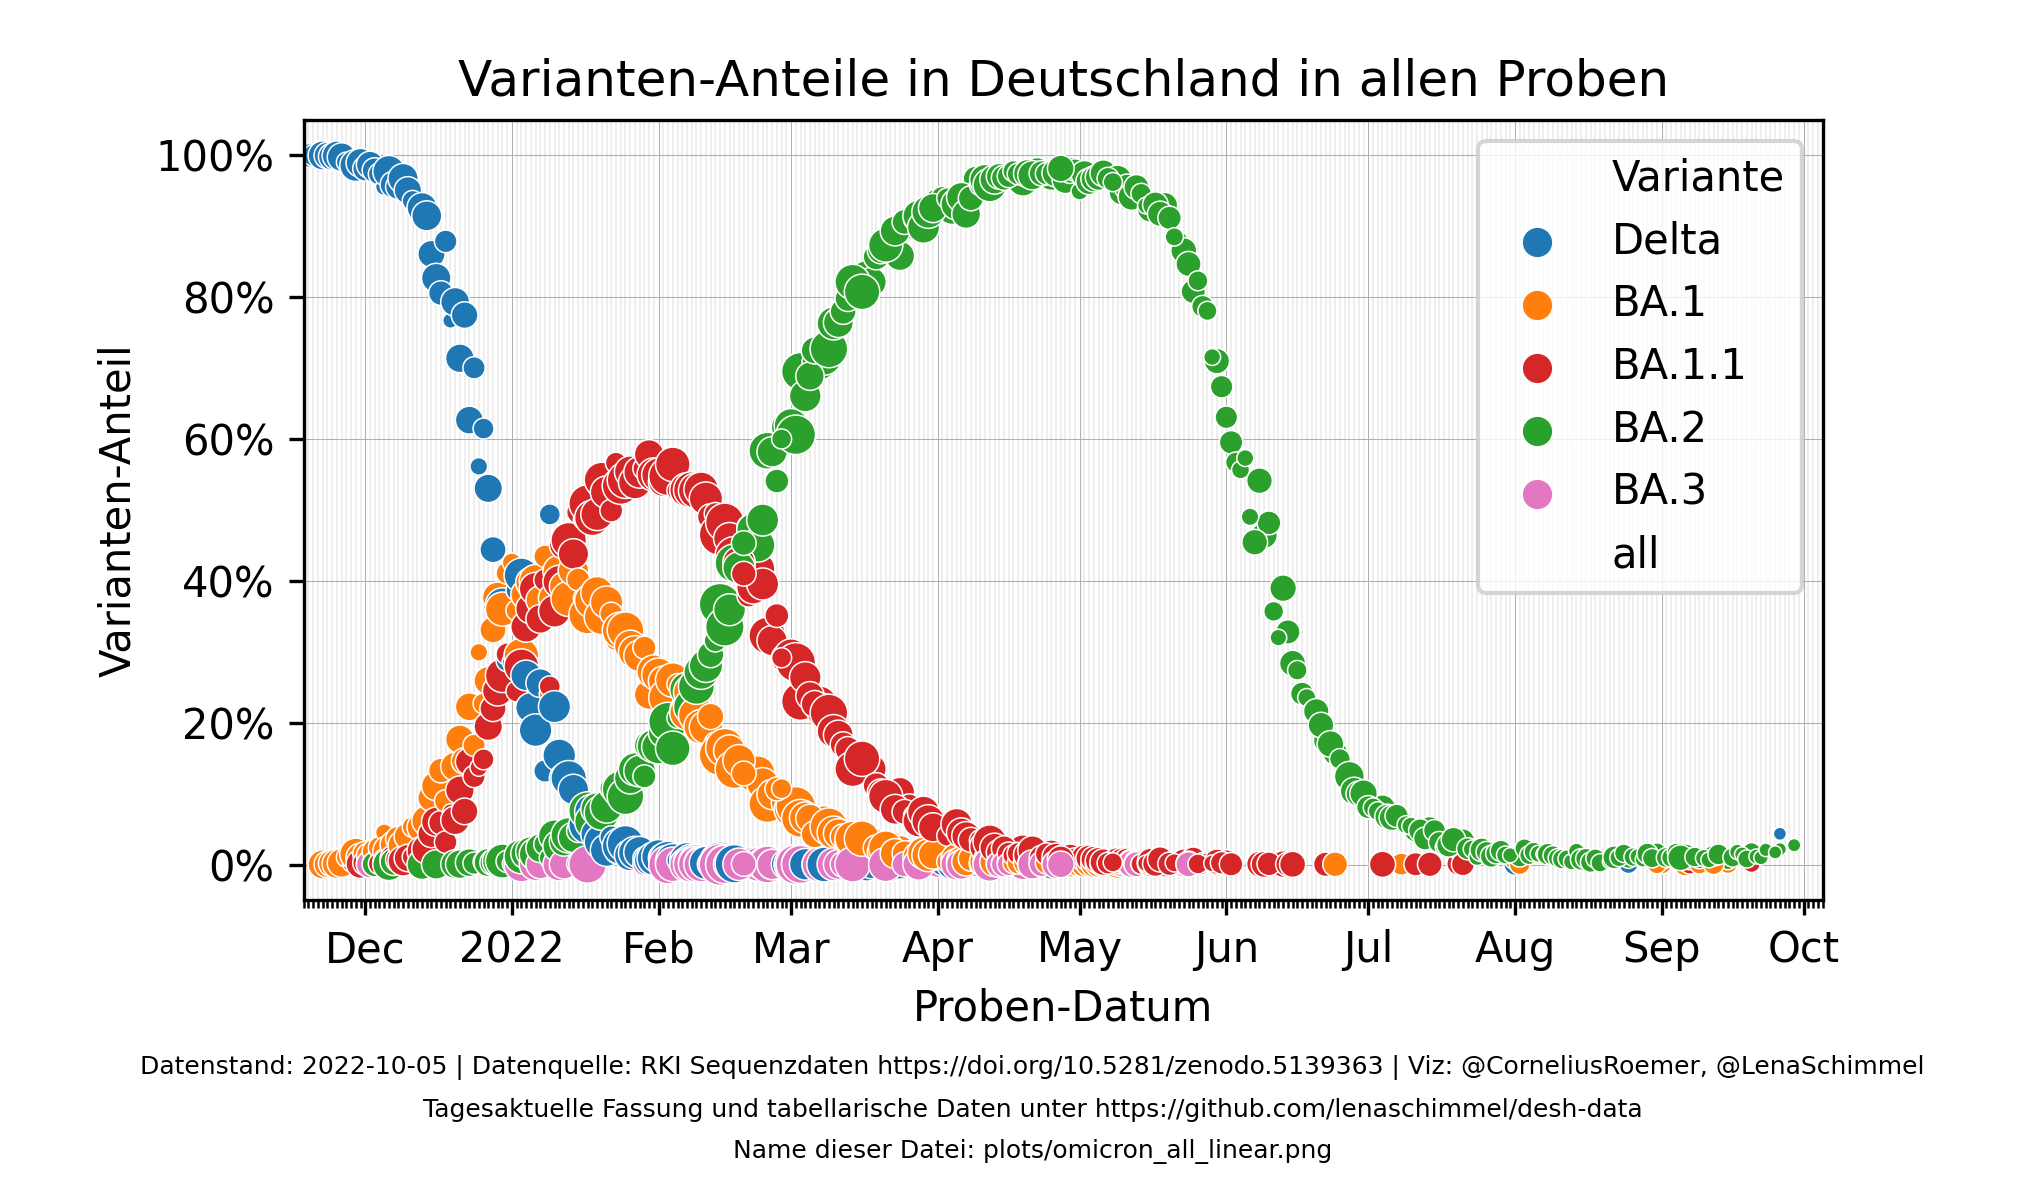 Varianten-Anteile in Deutschland in allen Proben
100%
80%
60%
40%
20%
0%
Varianten-Anteil
Variante
Delta
BA.1
BA.1.1
BA.2
BA.3
all
Dec 2022 Feb Mar Apr May Jun Jul Aug Sep Oct
Proben-Datum
Datenstand: 2022-10-05 | Datenquelle: RKI Sequenzdaten https://doi.org/10.5281/zenodo.5139363 | Viz: @CorneliusRoemer, @LenaSchimmel
Tagesaktuelle Fassung und tabellarische Daten unter https://github.com/lenaschimmel/desh-data
Name dieser Datei: plots/omicron_all_linear.png